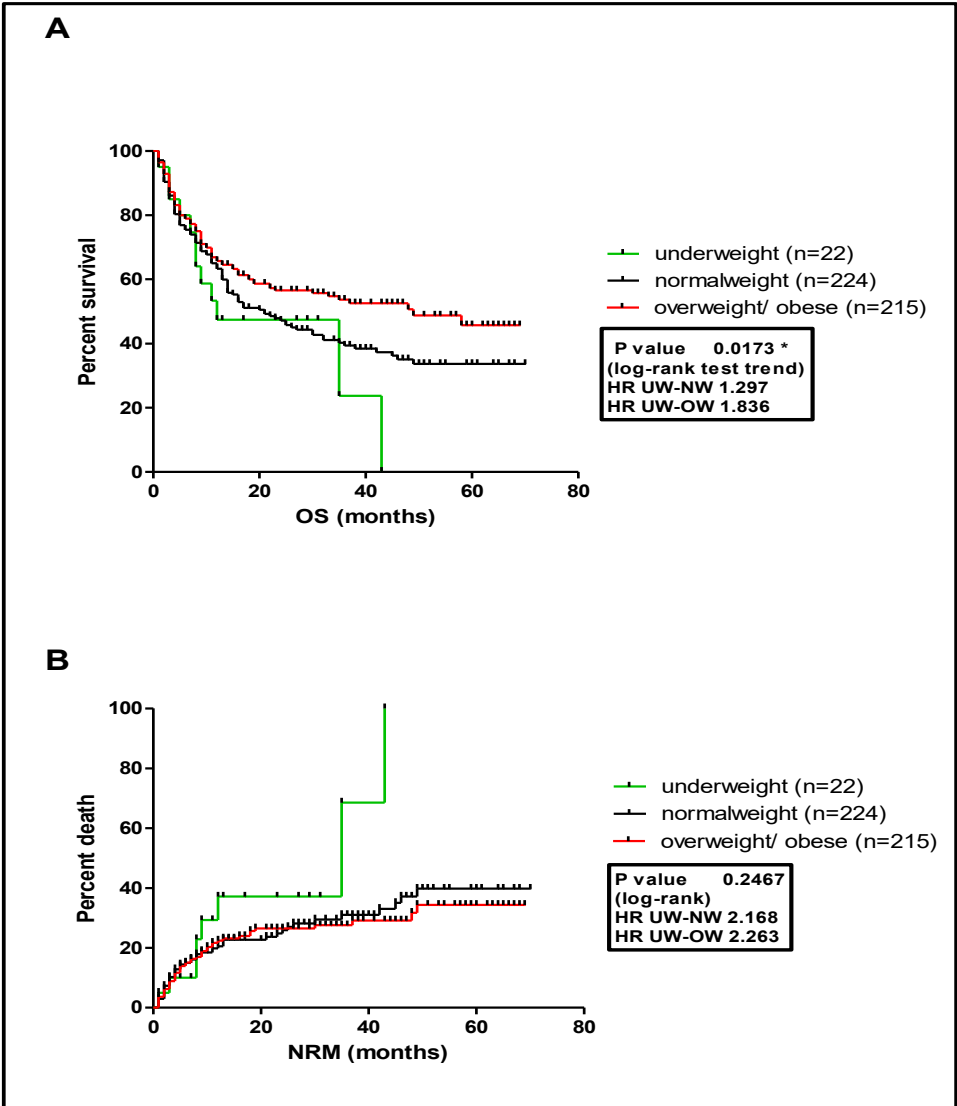 A
100
80
60
40
20
0
Percent survival
0 20 40 60 80
OS (months)
underweight (n=22)
normalweight (n=224)
overweight/ obese (n=215)
P value 0.0173 *
(log-rank test trend)
HR UW-NW 1.297
HR UW-OW 1.836
B
100
80
60
40
20
0
Percent death
0 20 40 60 80
NRM (months)
underweight (n=22)
normalweight (n=224)
overweight/ obese (n=215)
P value 0.2467
(log-rank)
HR UW-NW 2.168
HR UW-OW 2.263